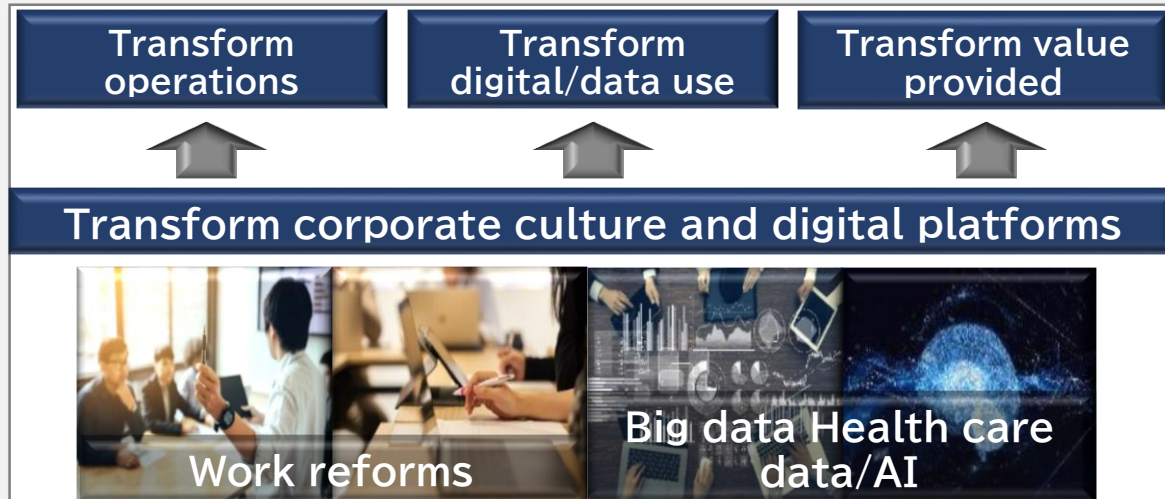 Transform
operations
Transform
digital/data use
Transform value
provided
Transform corporate culture and digital platforms
Work reforms
Big data Health care
data/AI